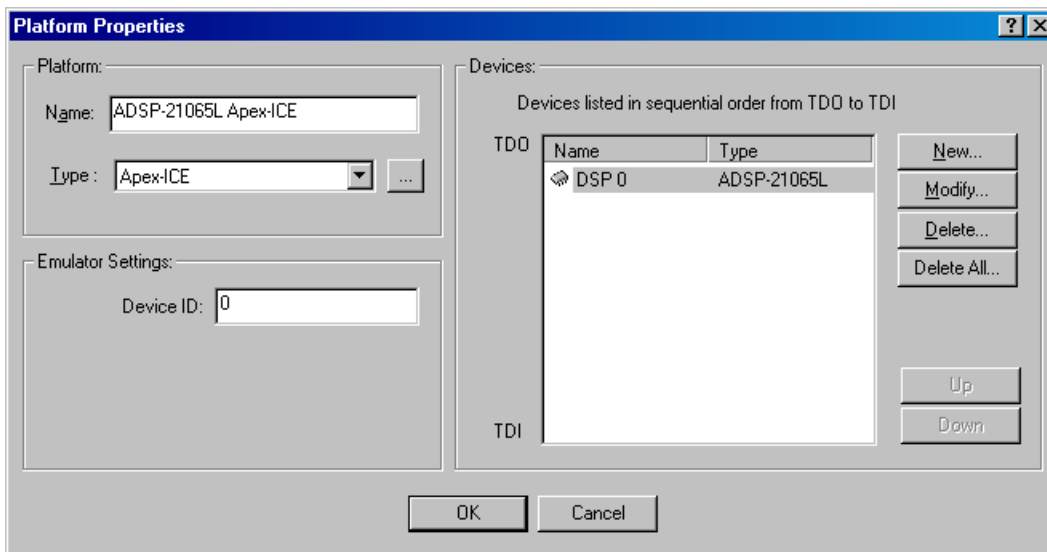 Platform Properties
Platform:
Name: ADSP-21065L Apex-ICE
Type : Apex-ICE ...
Emulator Settings:
Device ID: 0
Devices:
Devices listed in sequential order from TDO to TDI
TDO
Name Type
DSP 0 ADSP-21065L
TDI
New...
Modify...
Delete...
Delete All...
Up
Down
OK Cancel